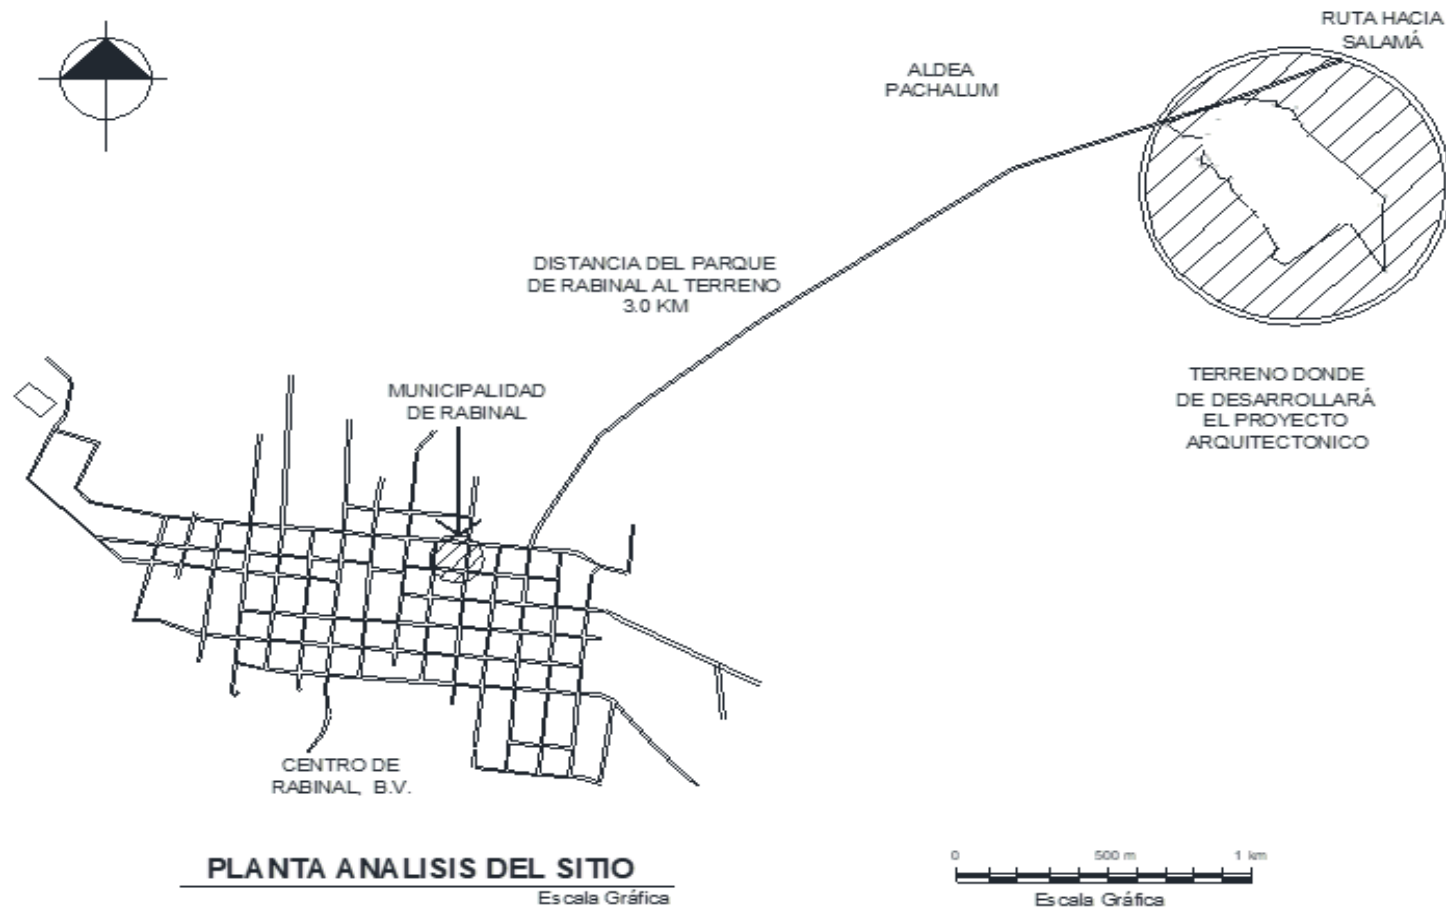 RUTA HACIA
SALAMÁ
ALDEA
PACHALUM
DISTANCIA DEL PARQUE
DE RABINAL AL TERRENO
3.0 KM
TERRENO DONDE
DE DESARROLLARÁ
EL PROYECTO
ARQUITECTONICO
MUNICIPALIDAD
DE RABINAL
CENTRO DE
RABINAL, B.V.
PLANTA ANALISIS DEL SITIO
Escala Gráfica
0 500 m 1 km
Escala Gráfica